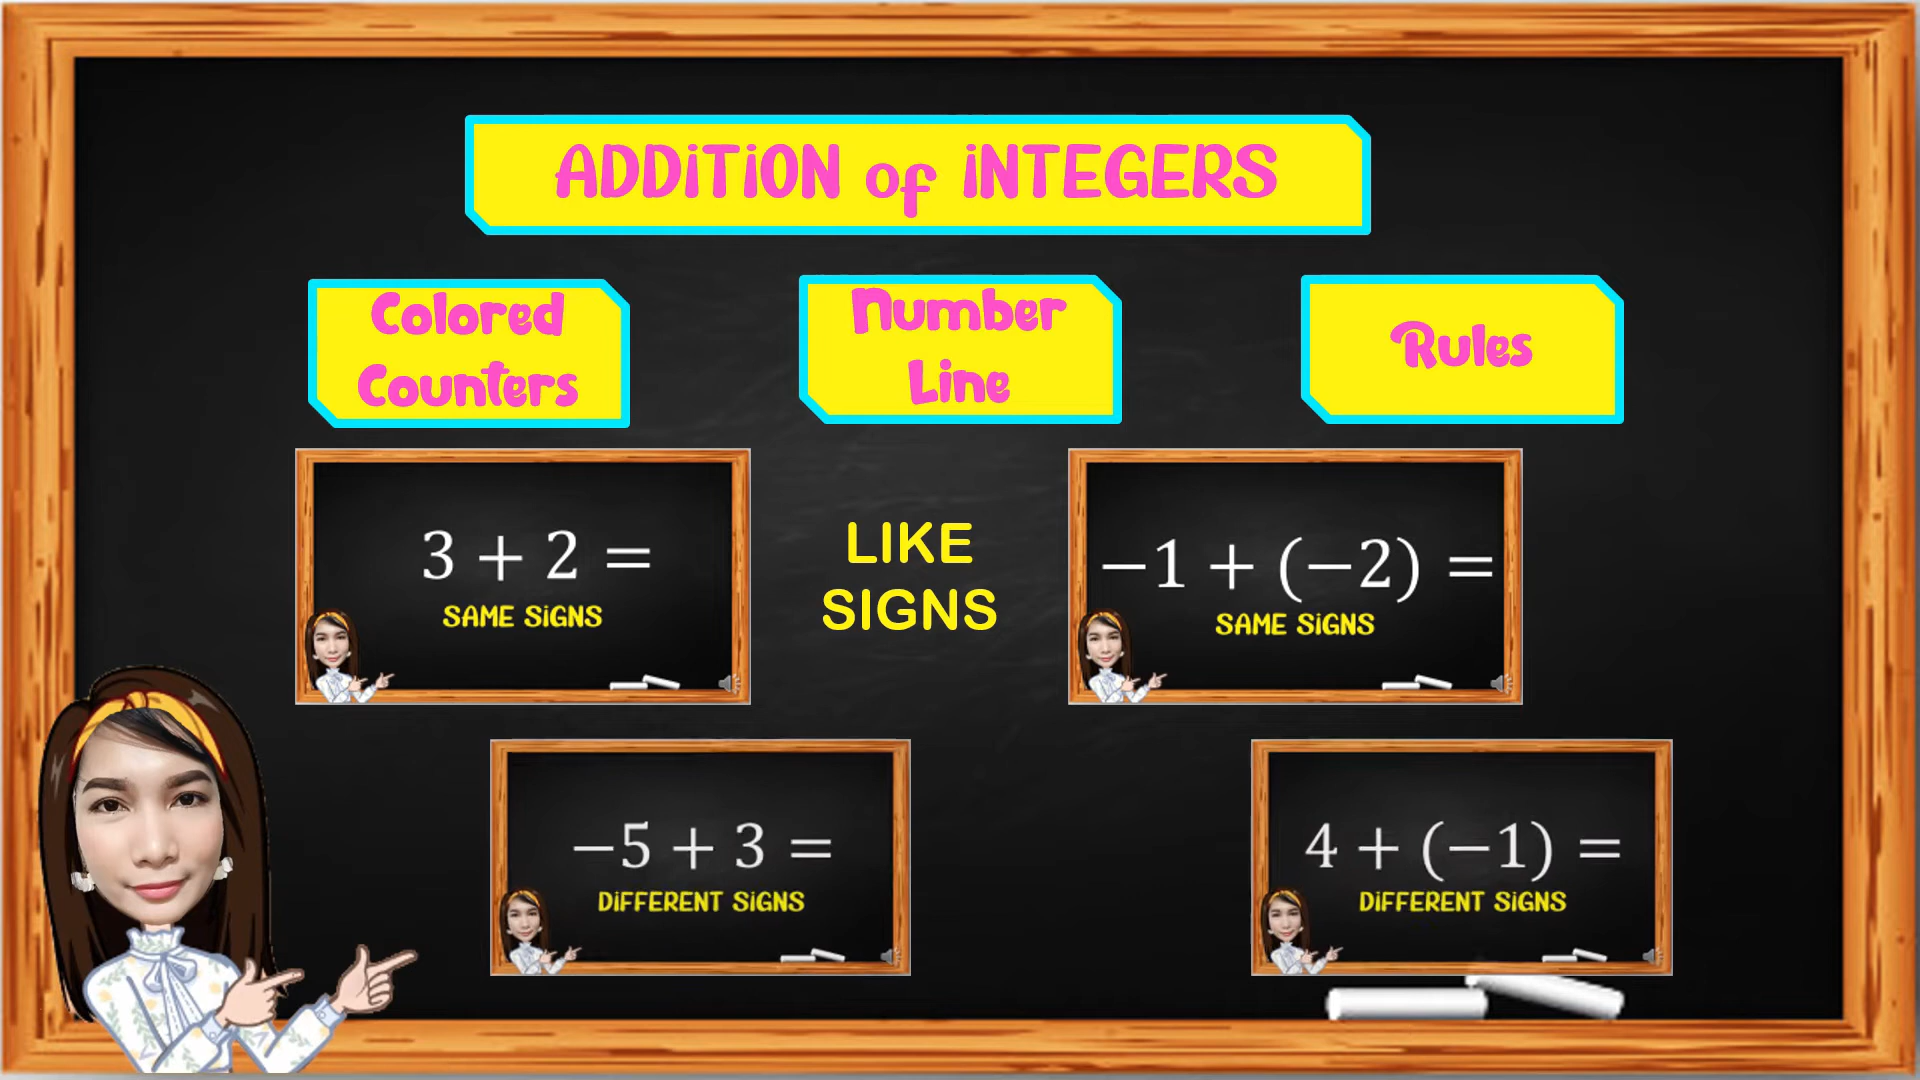 ADDiTiON of iNTEGERS
Colored
Counters
Number
Line
Rules
3 + 2 =
SAME SiGNS
LIKE
SIGNS
−1 + (−2) =
SAME SiGNS
−5 + 3 =
DiFFERENT SiGNS
4 + (−1) =
DiFFERENT SiGNS